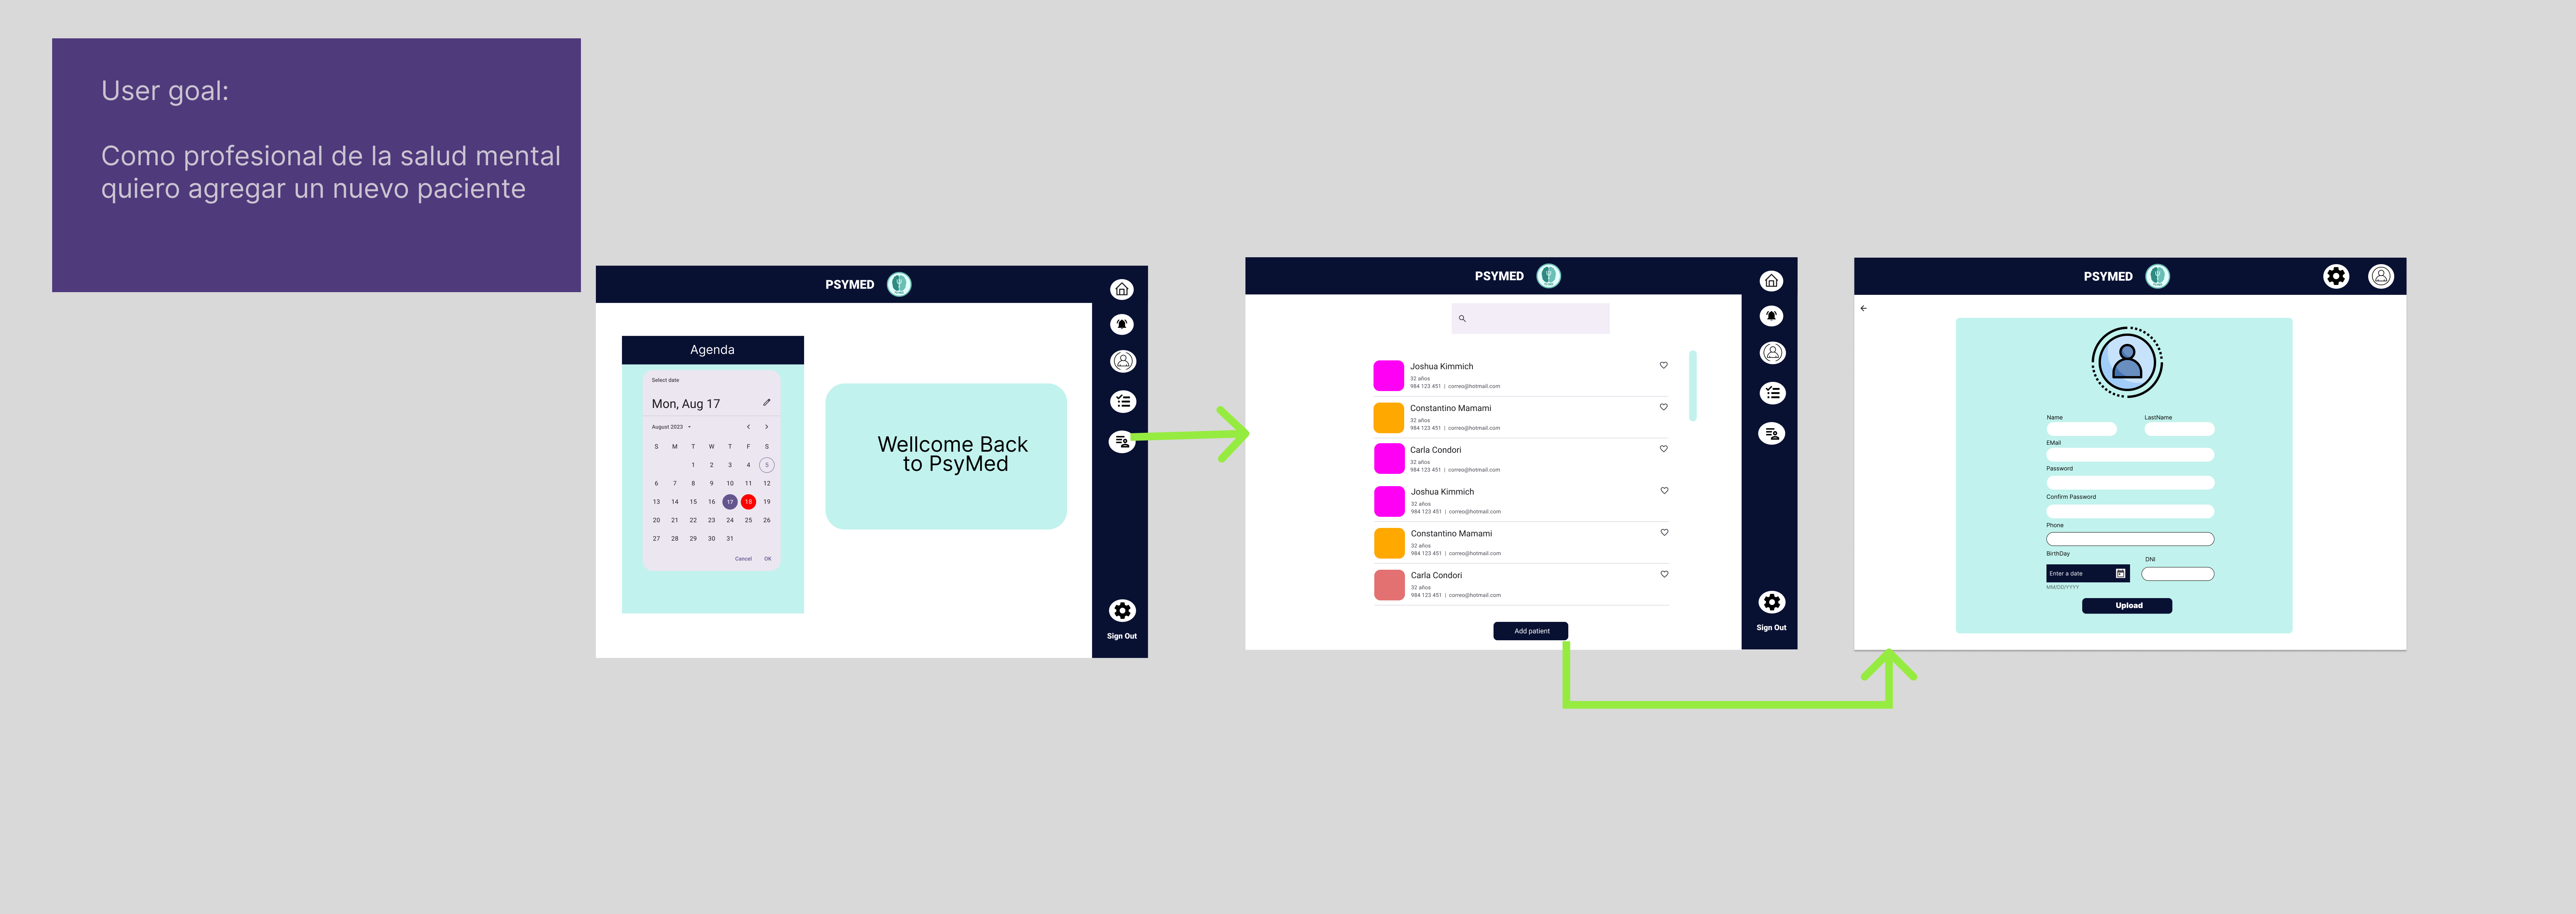 User goal:
Como profesional de la salud mental
quiero agregar un nuevo paciente
PSYMED
Agenda
Select date
Mon, Aug 17
August 2023
S M T W T F S
1 2 3 4 5
6 7 8 9 10 11 12
13 14 15 16 17 18 19
20 21 22 23 24 25 26
27 28 29 30 31
Cancel OK
Wellcome Back
to PsyMed
Sign Out
PSYMED
Joshua Kimmich
32 años
984 123 451 | correo@hotmail.com
Constantino Mamami
32 años
984 123 451 | correo@hotmail.com
Carla Condori
32 años
984 123 451 | correo@hotmail.com
Joshua Kimmich
32 años
984 123 451 | correo@hotmail.com
Constantino Mamami
32 años
984 123 451 | correo@hotmail.com
Carla Condori
32 años
984 123 451 | correo@hotmail.com
Add patient
Sign Out
PSYMED
Name LastName
EMail
Password
Confirm Password
Phone
BirthDay DNI
Enter a date
MM/DD/YYYY
Upload